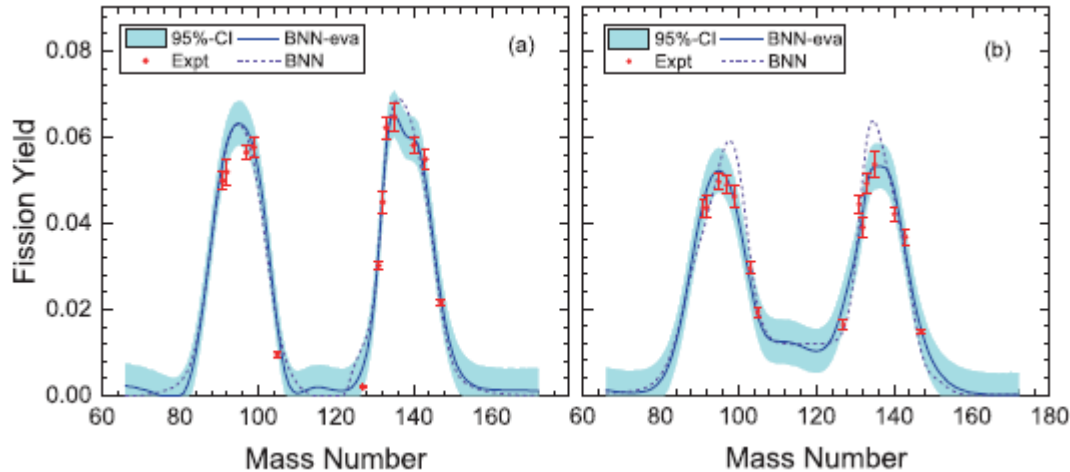 0.08
0.06
0.04
0.02
0.00
Fission Yield
95%-CI BNN-eva
Expt BNN
(a)
60 80 100 120 140 160
Mass Number
95%-CI BNN-eva
Expt BNN
(b)
60 80 100 120 140 160 180
Mass Number